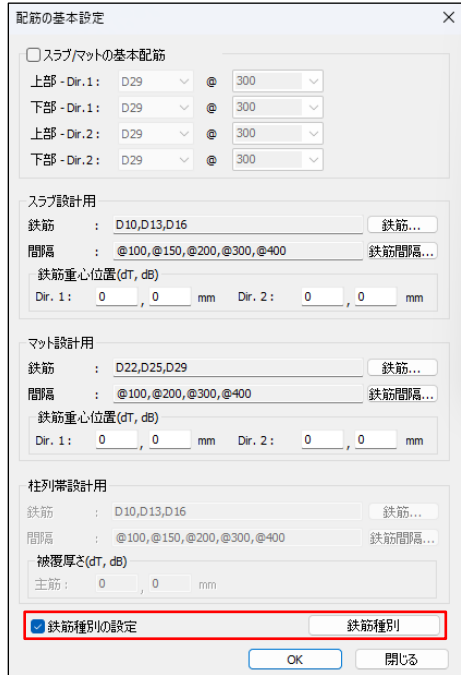 配筋の基本設定
スラブ/マットの基本配筋
上部 - Dir.1 : D29 @ 300
下部 - Dir.1 : D29 @ 300
上部 - Dir.2 : D29 @ 300
下部 - Dir.2 : D29 @ 300
スラブ設計用
鉄筋 : D10,D13,D16 鉄筋...
間隔 : @100,@150,@200,@300,@400 鉄筋間隔...
鉄筋重心位置(dT, dB)
Dir. 1 : 0 , 0 mm Dir. 2 : 0 , 0 mm
マット設計用
鉄筋 : D22,D25,D29 鉄筋...
間隔 : @100,@200,@300,@400 鉄筋間隔...
鉄筋重心位置(dT, dB)
Dir. 1 : 0 , 0 mm Dir. 2 : 0 , 0 mm
柱列帯設計用
鉄筋 : D10,D13,D16 鉄筋...
間隔 : @100,@150,@200,@300,@400 鉄筋間隔...
被覆厚さ(dT, dB)
主筋 : 0 , 0 mm
鉄筋種別の設定 鉄筋種別
OK 閉じる